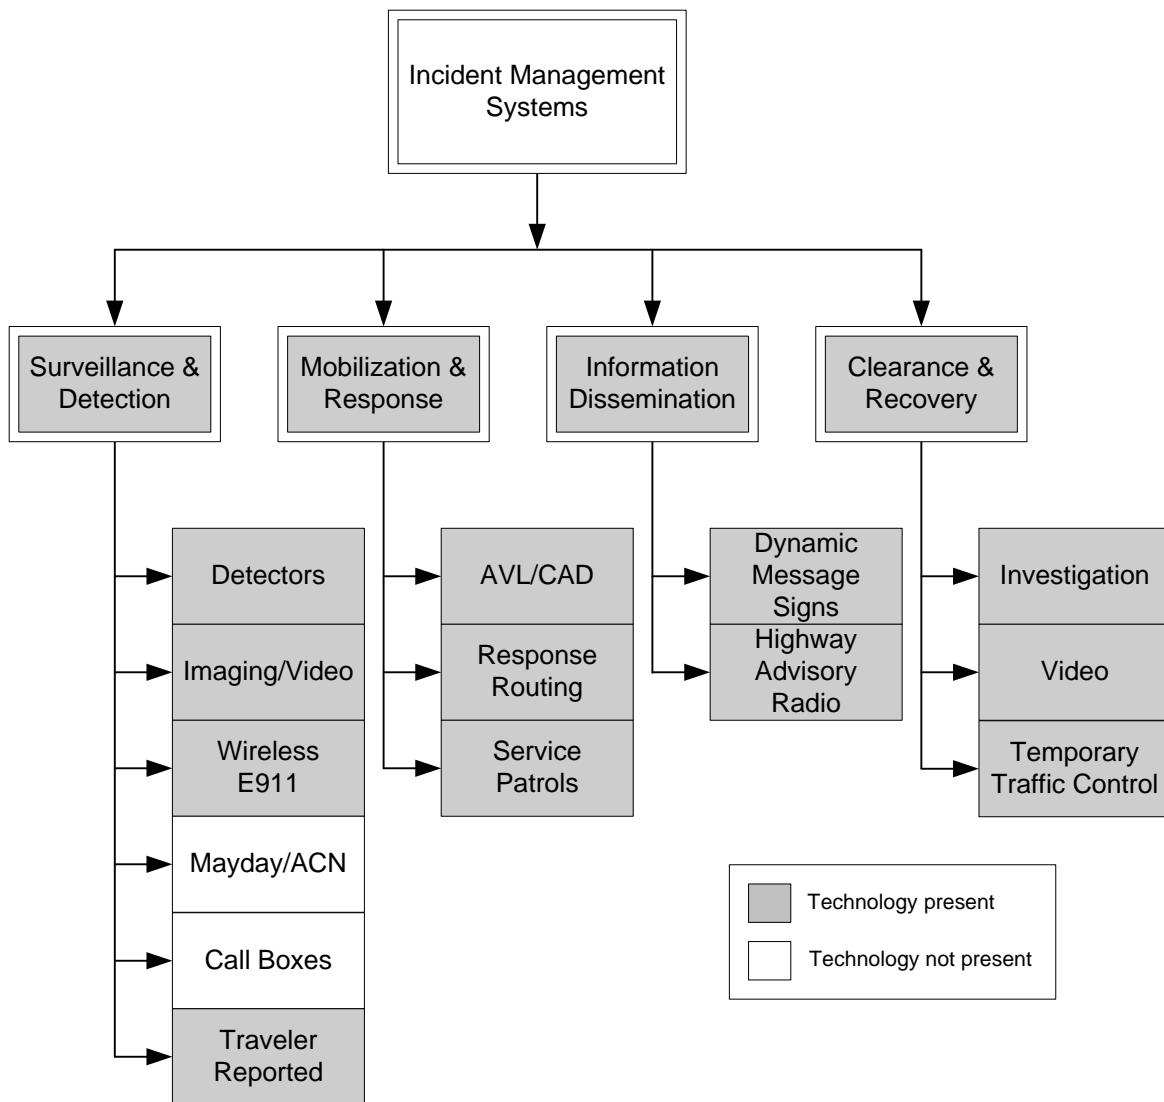 Incident Management
Systems
Surveillance &
Detection
Mobilization &
Response
Information
Dissemination
Clearance &
Recovery
Detectors
Imaging/Video
Wireless
E911
Mayday/ACN
Call Boxes
Traveler
Reported
AVL/CAD
Response
Routing
Service
Patrols
Dynamic
Message
Signs
Highway
Advisory
Radio
Investigation
Video
Temporary
Traffic Control
Technology present
Technology not present